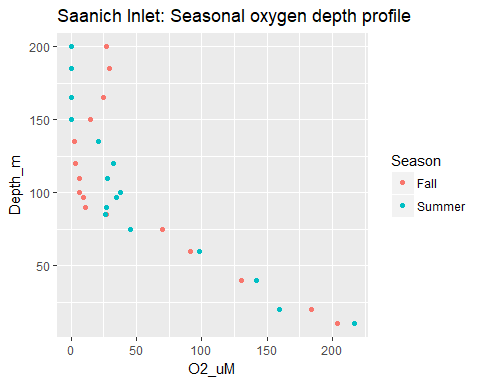 Saanich Inlet: Seasonal oxygen depth profile
200
150
100
50
Depth_m
0
50
100
150
200
O2_uM
Season
Fall
Summer